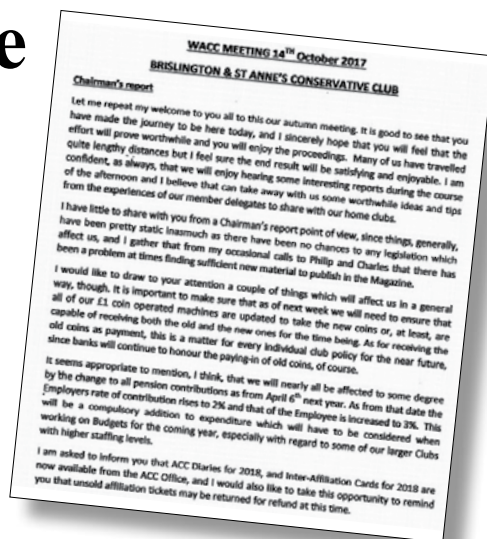 e
WACC MEETING 14TH October 2017
BRISLINGTON & ST ANNE'S CONSERVATIVE CLUB
Chairman's report
Let me repeat my welcome to you all to this our autumn meeting. It is good to see that you
have made the journey to be here today, and I sincerely hope that you will feel that the
effort will prove worthwhile and you will enjoy the proceedings. Many of us have travelled
quite lengthy distances but I feel sure the end result will be satisfying and enjoyable. I am
confident, as always, that we will enjoy hearing some interesting reports during the course
of the afternoon and I believe that can take away with us some worthwhile ideas and tips
from the experiences of our member delegates to share with our home clubs.
I have little to share with you from a Chairman's report point of view, since things, generally,
have been pretty static inasmuch as there have been no chances to any legislation which
affect us, and I gather that from my occasional calls to Philip and Charles that there has
been a problem at times finding sufficient new material to publish in the Magazine.
I would like to draw to your attention a couple of things which will affect us in a general
way, though. It is important to make sure that as of next week we will need to ensure that
all of our £1 coin operated machines are updated to take the new coins or, at least, are
capable of receiving both the old and the new ones for the time being. As for receiving the
old coins as payment, this is a matter for every individual club policy for the near future,
since banks will continue to honour the paying-in of old coins, of course.
It seems appropriate to mention, I think, that we will nearly all be affected to some degree
by the change to all pension contributions as from April 6th next year. As from that date the
Employers rate of contribution rises to 2% and that of the Employee is increased to 3%. This
will be a compulsory addition to expenditure which will have to be considered when
working on Budgets for the coming year, especially with regard to some of our larger Clubs
with higher staffing levels.
I am asked to inform you that ACC Diaries for 2018, and Inter-Affiliation Cards for 2018 are
now available from the ACC Office, and I would also like to take this opportunity to remind
you that unsold affiliation tickets may be returned for refund at this time.